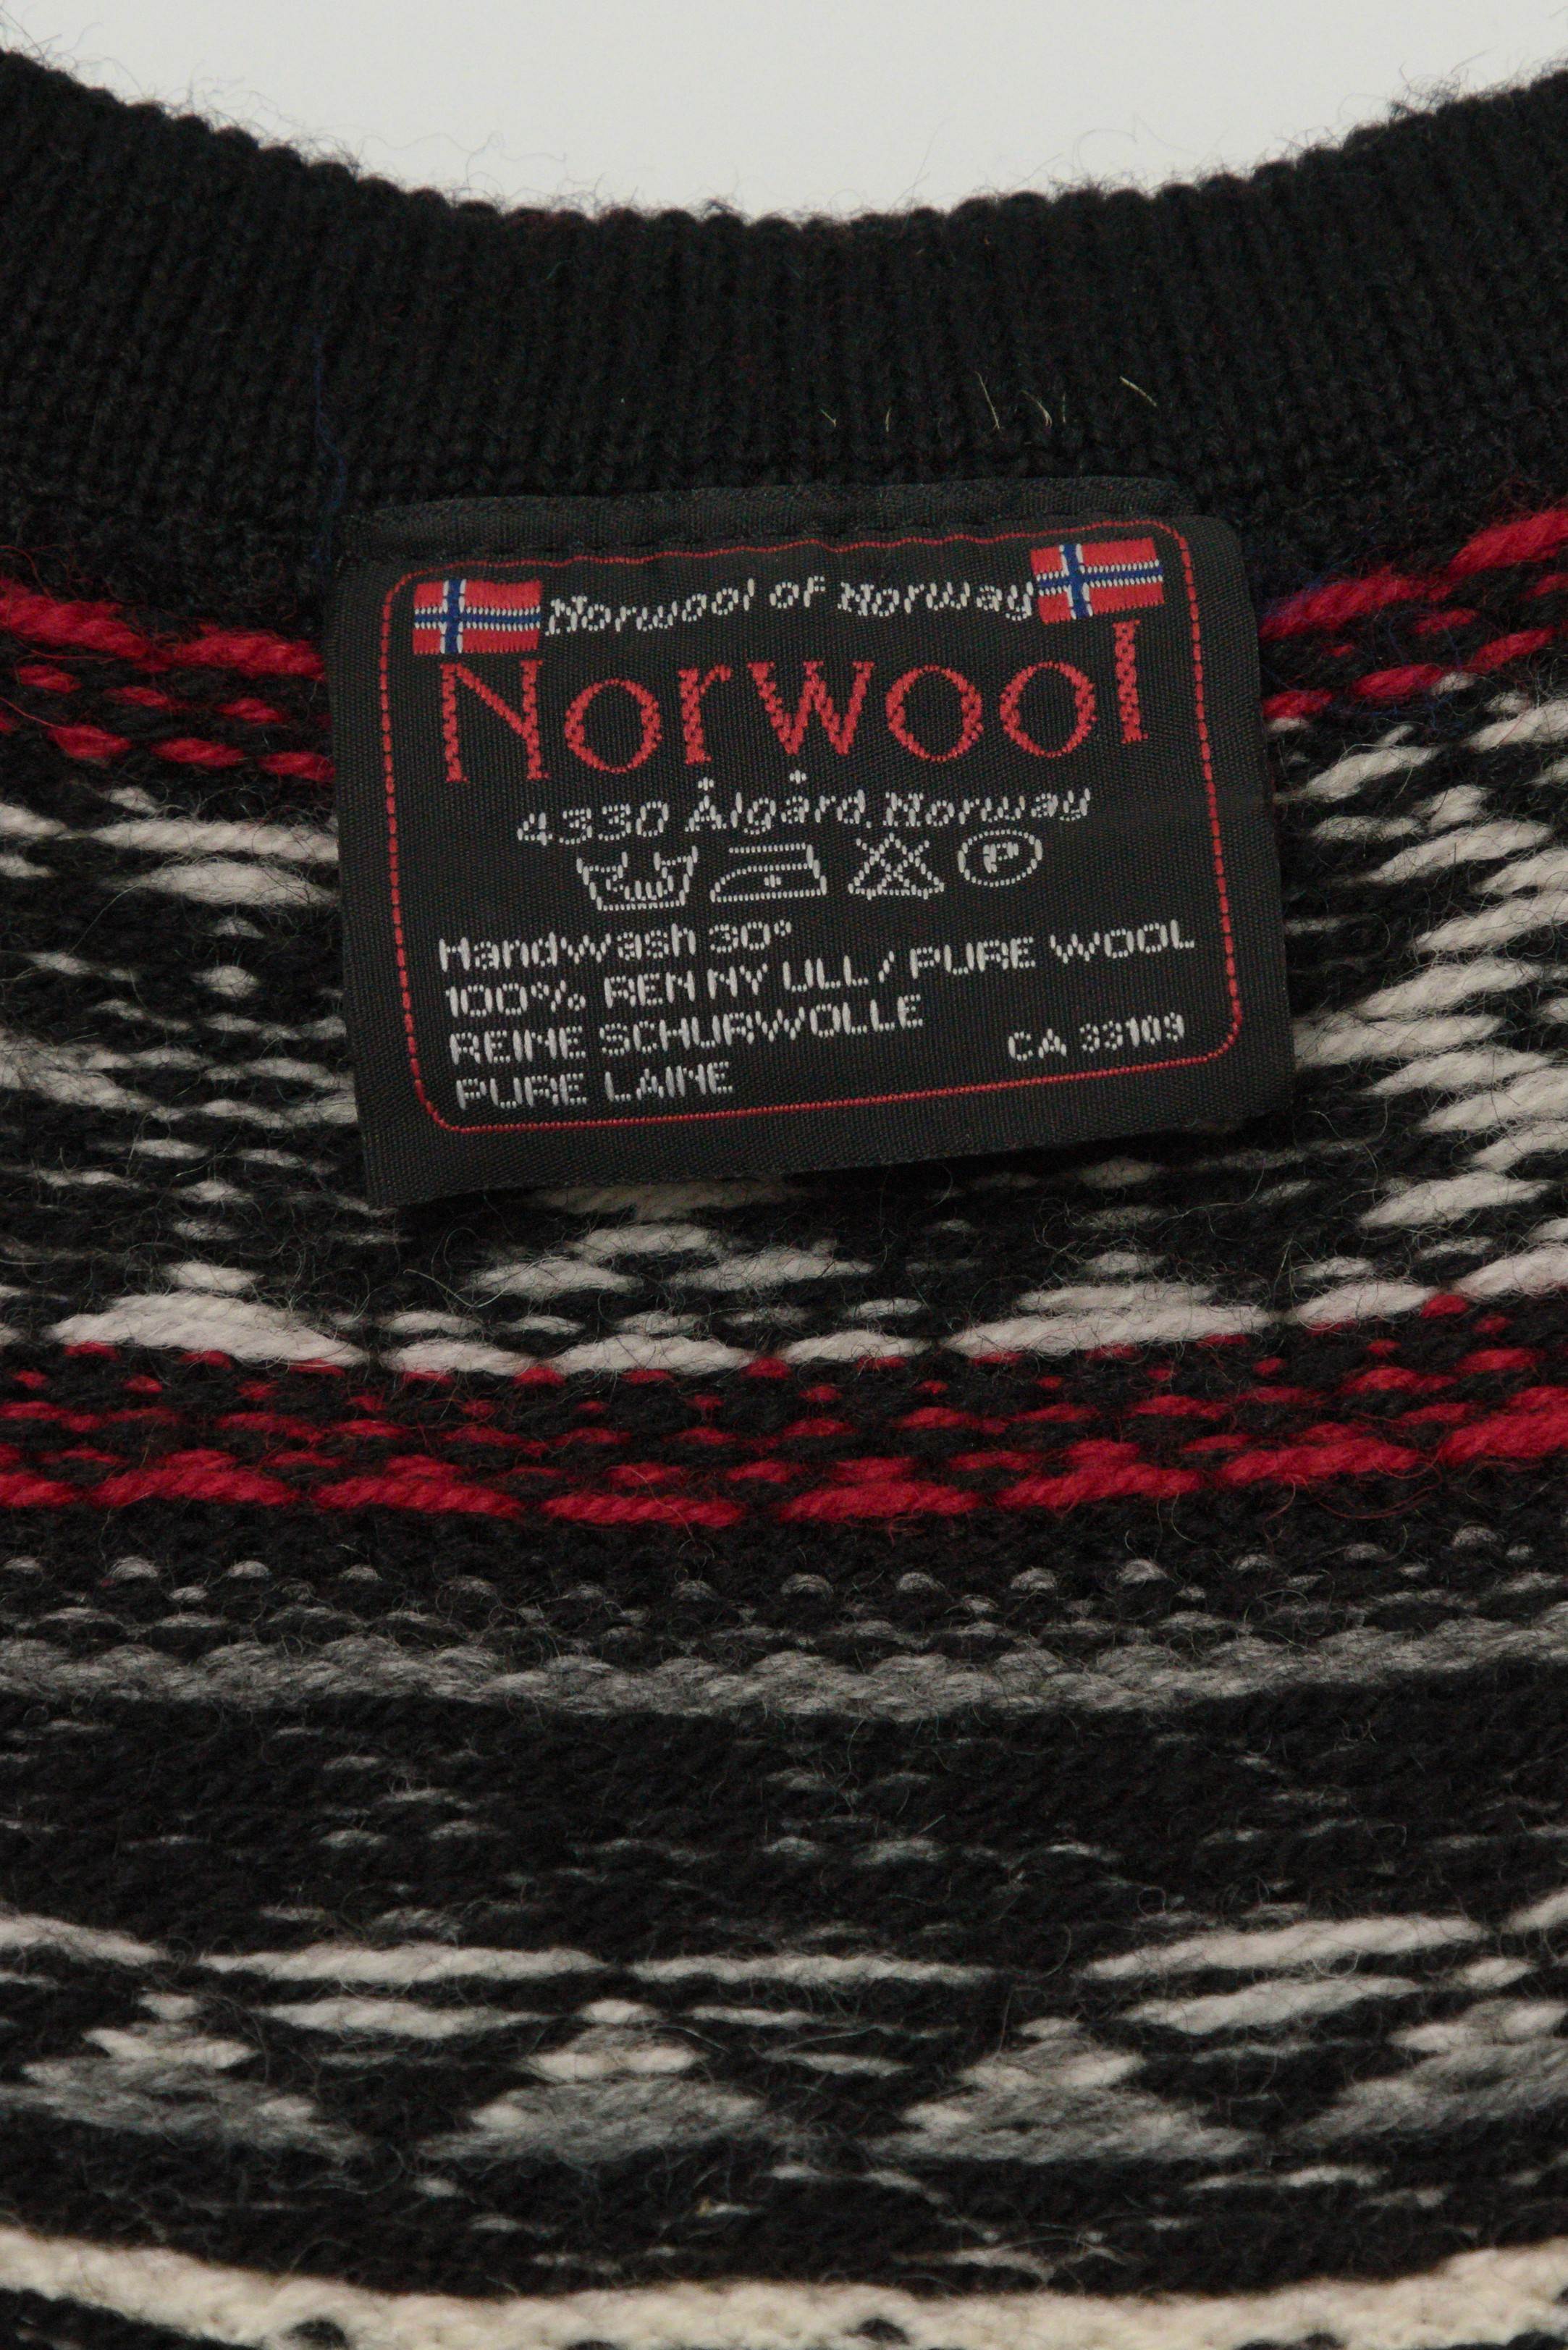 Norwool of Norway
Norwool
4330 Ålgård, Norway
P
Handwash 30°
100% REN NY ULL / PURE WOOL
REINE SCHURWOLLE
PURE LAINE
CA 33109